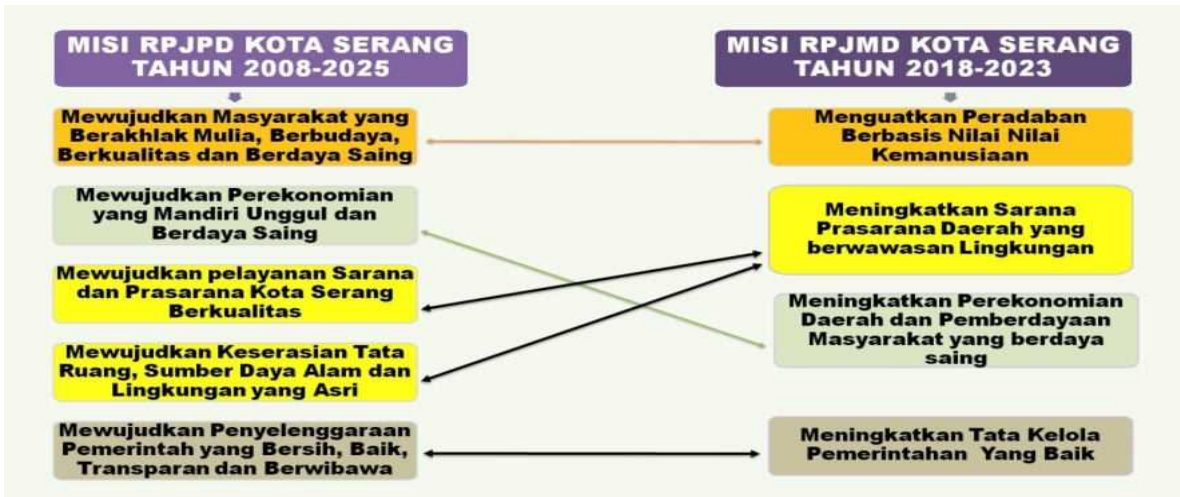 MISI RPJPD KOTA SERANG
TAHUN 2008-2025
Mewujudkan Masyarakat yang
Berakhlak Mulia, Berbudaya,
Berkualitas dan Berdaya Saing
Mewujudkan Perekonomian
yang Mandiri Unggul dan
Berdaya Saing
Mewujudkan pelayanan Sarana
dan Prasarana Kota Serang
Berkualitas
Mewujudkan Keserasian Tata
Ruang, Sumber Daya Alam dan
Lingkungan yang Asri
Mewujudkan Penyelenggaraan
Pemerintah yang Bersih, Baik,
Transparan dan Berwibawa
MISI RPJMD KOTA SERANG
TAHUN 2018-2023
Menguatkan Peradaban
Berbasis Nilai Nilai
Kemanusiaan
Meningkatkan Sarana
Prasarana Daerah yang
berwawasan Lingkungan
Meningkatkan Perekonomian
Daerah dan Pemberdayaan
Masyarakat yang berdaya
saing
Meningkatkan Tata Kelola
Pemerintahan Yang Baik